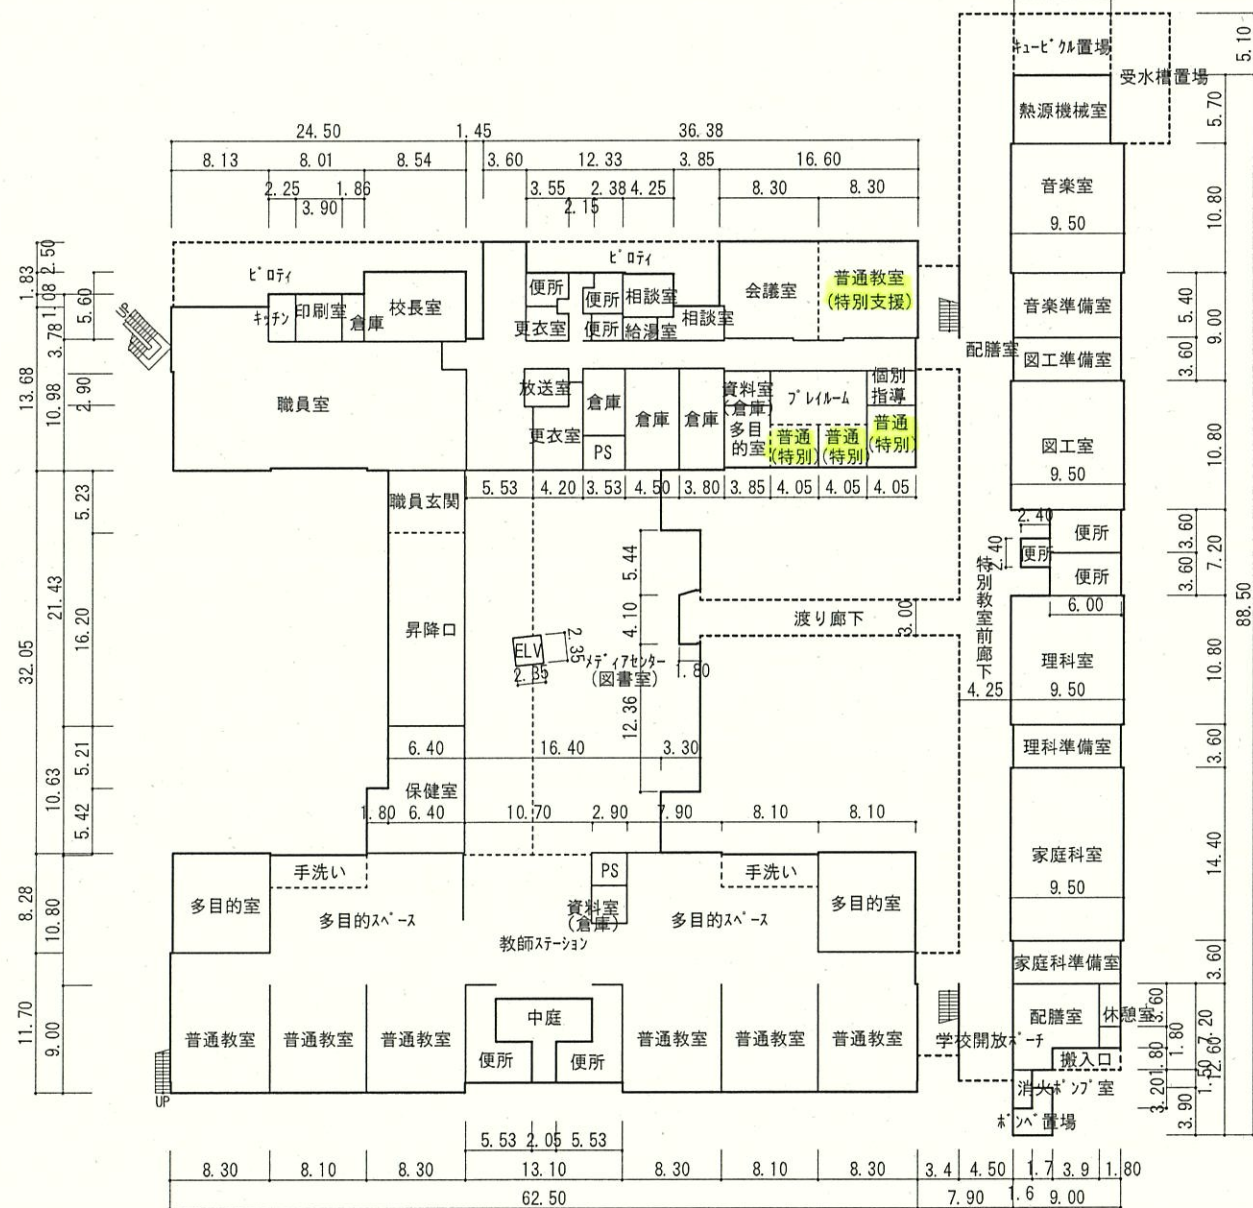 5.10
キュービクル置場
受水槽置場
熱源機械室
5.70
24.50
1.45
36.38
8.13
8.01
8.54
3.60
12.33
3.85
16.60
2.25
1.86
3.55
2.38
4.25
8.30
8.30
3.90
2.15
音楽室
9.50
10.80
2.50
1.83
1.08
5.60
3.78
13.68
10.98
2.90
ピロティ
ピロティ
キッチン
印刷室
倉庫
校長室
便所
便所
相談室
更衣室
便所
給湯室
相談室
会議室
普通教室
(特別支援)
音楽準備室
5.40
9.00
配膳室
図工準備室
3.60
UP
職員室
放送室
更衣室
倉庫
PS
倉庫
倉庫
資料室
(倉庫)
多目
的室
プレイルーム
個別
指導
普通
(特別)
普通
(特別)
普通
(特別)
図工室
9.50
10.80
5.23
職員玄関
5.53
4.20
3.53
4.50
3.80
3.85
4.05
4.05
4.05
2.40
2.40
便所
便所
便所
3.60
3.60
7.20
6.00
88.50
5.44
4.10
特別教室前廊下
21.43
16.20
32.05
昇降口
ELV
2.35
2.35
メディアセンター
(図書室)
1.80
渡り廊下
3.00
理科室
4.25
9.50
10.80
12.36
理科準備室
3.60
6.40
16.40
3.30
5.21
10.63
5.42
保健室
1.80
6.40
10.70
2.90
7.90
8.10
8.10
家庭科室
9.50
14.40
手洗い
PS
手洗い
8.28
10.80
多目的室
多目的スペース
資料室
(倉庫)
多目的スペース
多目的室
教師ステーション
家庭科準備室
3.60
11.70
9.00
普通教室
普通教室
普通教室
中庭
便所
便所
普通教室
普通教室
普通教室
学校開放ポーチ
配膳室
休憩室
搬入口
3.60
1.80
1.80
7.20
12.60
1.50
3.20
3.90
消火ポンプ室
ボンベ置場
UP
5.53
2.05
5.53
8.30
8.10
8.30
13.10
8.30
8.10
8.30
3.4
4.50
1.7
3.9
1.80
62.50
7.90
1.6
9.00